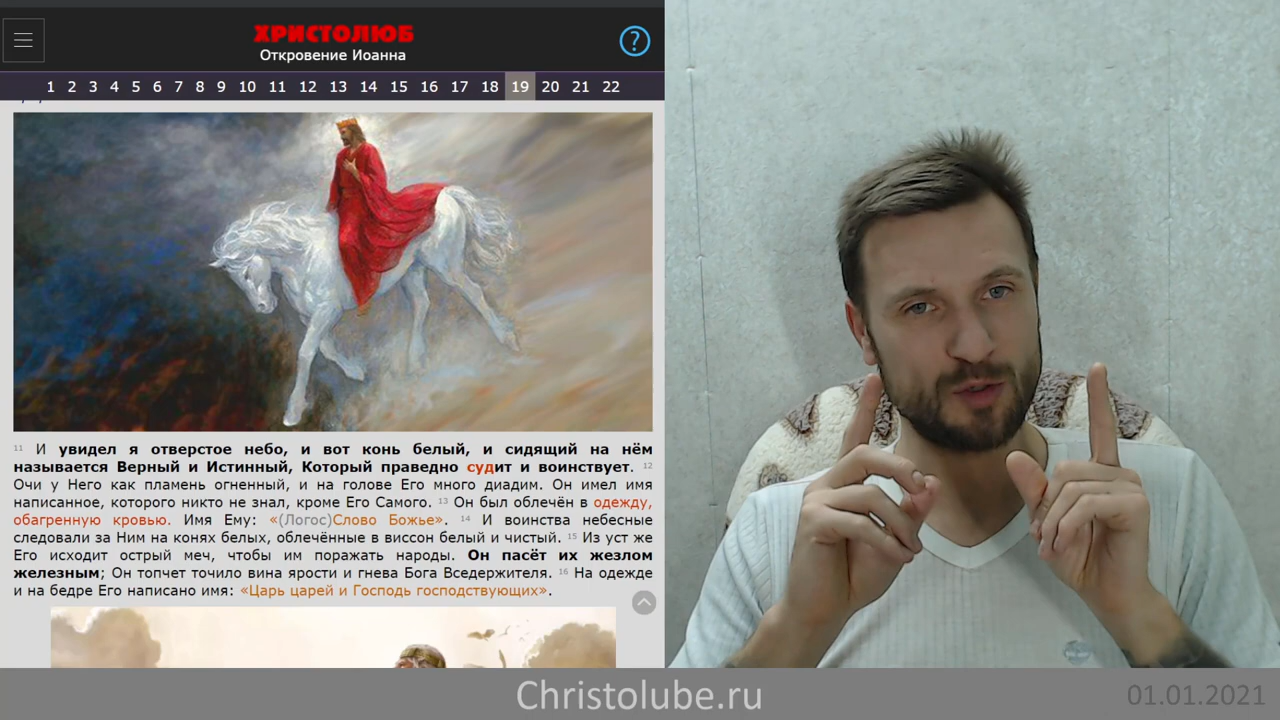 ХРИСТОЛЮБ
Откровение Иоанна
1 2 3 4 5 6 7 8 9 10 11 12 13 14 15 16 17 18 19 20 21 22
11 И увидел я отверстое небо, и вот конь белый, и сидящий на нём
называется Верный и Истинный, Который праведно судит и воинствует. 12
Очи у Него как пламень огненный, и на голове Его много диадим. Он имел имя
написанное, которого никто не знал, кроме Его Самого. 13 Он был облечён в одежду,
обагренную кровью. Имя Ему: «(Логос)Слово Божье». 14 И воинства небесные
следовали за Ним на конях белых, облечённые в виссон белый и чистый. 15 Из уст же
Его исходит острый меч, чтобы им поражать народы. Он пасёт их жезлом
железным; Он топчет точило вина ярости и гнева Бога Вседержителя. 16 На одежде
и на бедре Его написано имя: «Царь царей и Господь господствующих».
Christolube.ru
01.01.2021